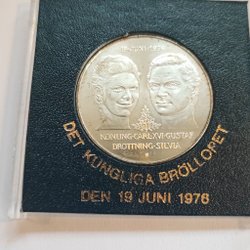 19 JUNI 1976
KONUNG CARL XVI GUSTAF
DROTTNING SILVIA
DET KUNGLIGA BRÖLLOPET
DEN 19 JUNI 1976